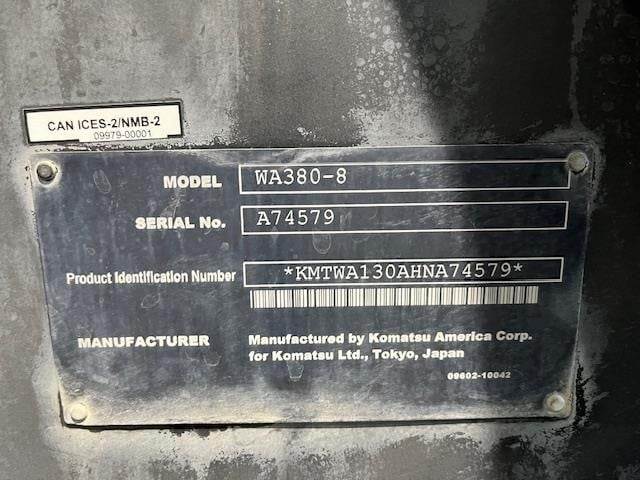 CAN ICES-2/NMB-2
09979-00001
MODEL WA380-8
SERIAL No. A74579
Product Identification Number *KMTWA130AHNA74579*
MANUFACTURER Manufactured by Komatsu America Corp.
for Komatsu Ltd., Tokyo, Japan
09602-10042